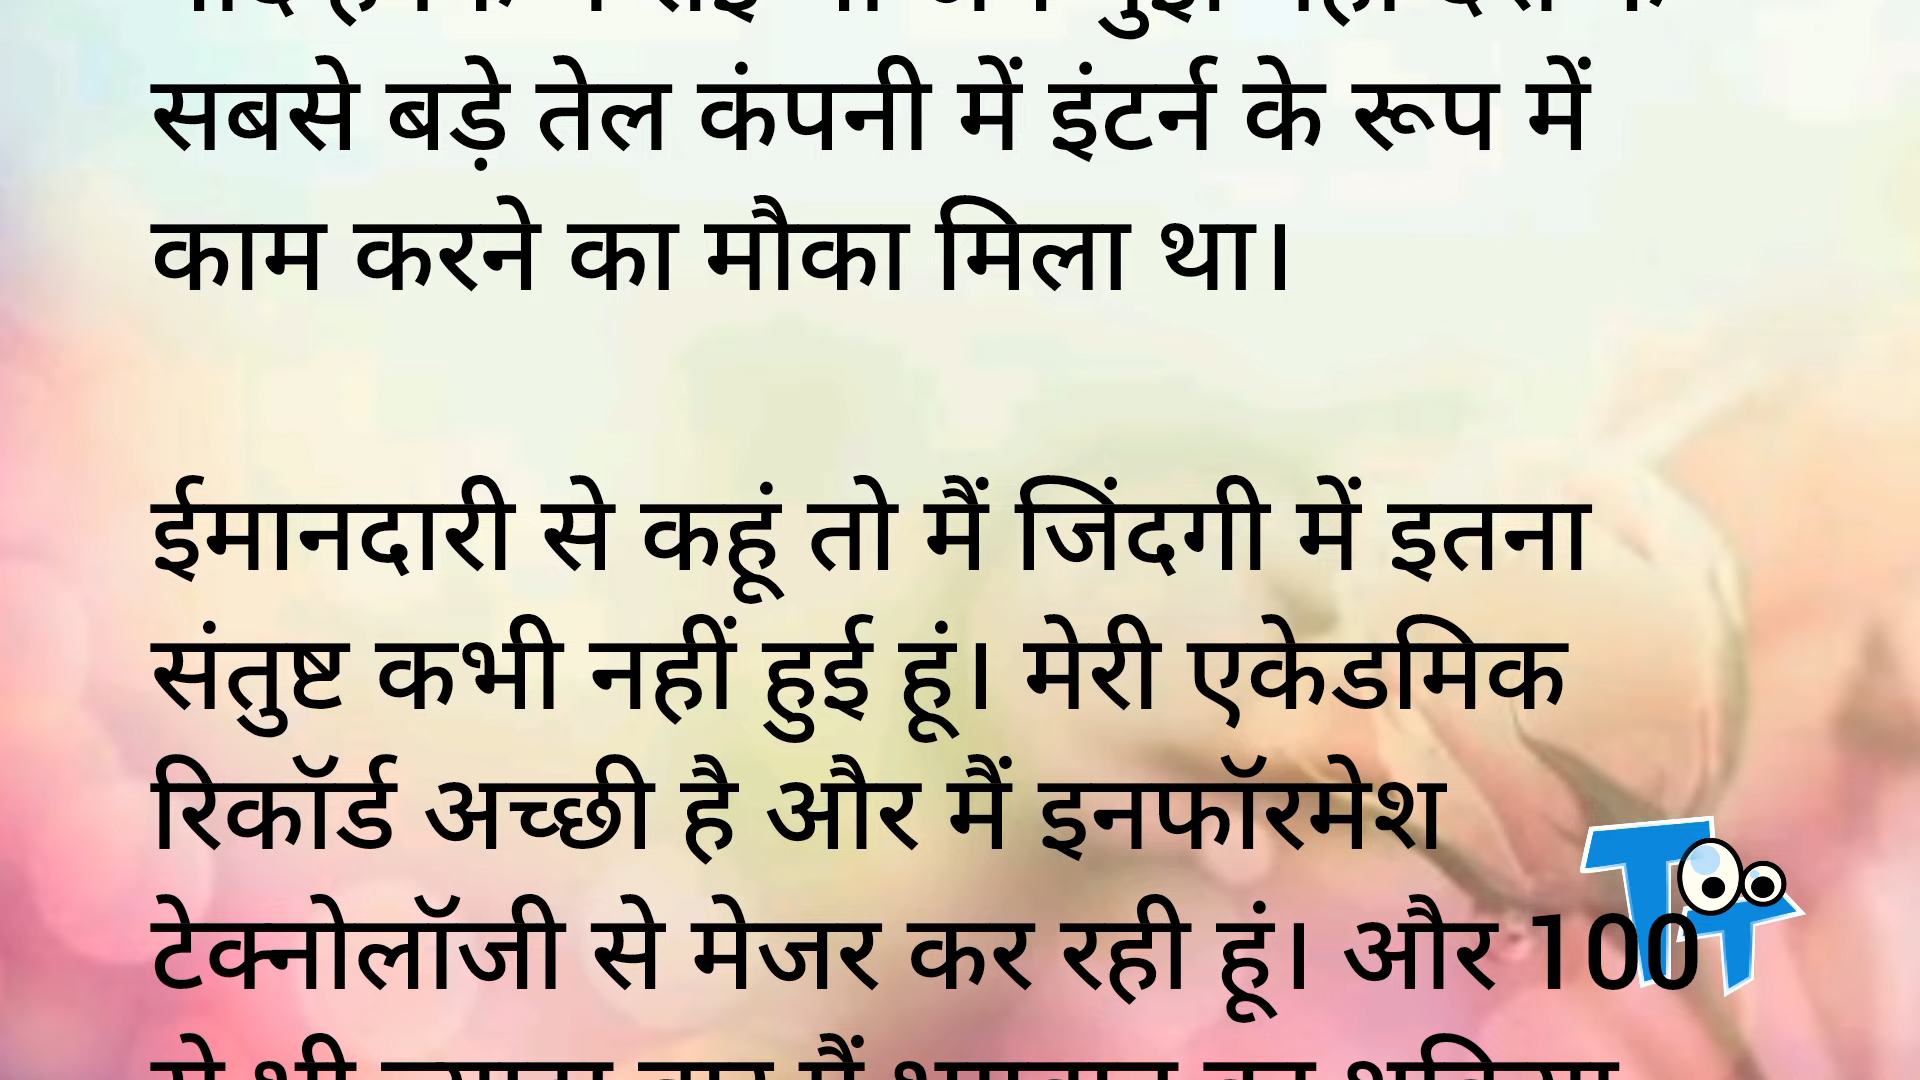 सबसे बड़े तेल कंपनी में इंटर्न के रूप में
काम करने का मौका मिला था।
ईमानदारी से कहूं तो मैं जिंदगी में इतना
संतुष्ट कभी नहीं हुई हूं। मेरी एकेडमिक
रिकॉर्ड अच्छी है और मैं इनफॉरमेश
टेक्नोलॉजी से मेजर कर रही हूं। और 100
से भी ज्यादा बार मैं भगवान का शुक्रिया